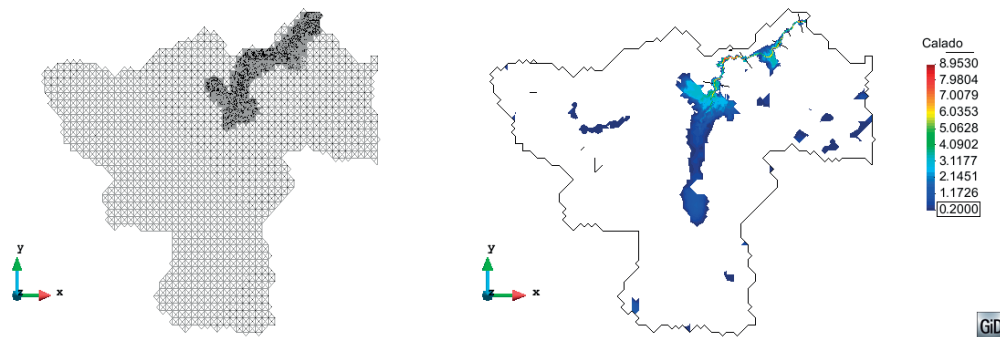 y
x
y
x
Calado
8.9530
7.9804
7.0079
6.0353
5.0628
4.0902
3.1177
2.1451
1.1726
0.2000
GiD